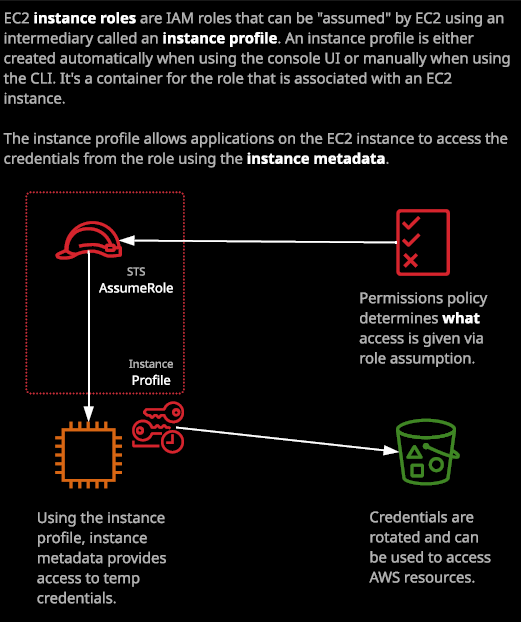 EC2 instance roles are IAM roles that can be "assumed" by EC2 using an
intermediary called an instance profile. An instance profile is either
created automatically when using the console UI or manually when using
the CLI. It's a container for the role that is associated with an EC2
instance.
The instance profile allows applications on the EC2 instance to access the
credentials from the role using the instance metadata.
STS
AssumeRole
Permissions policy
determines what
access is given via
role assumption.
Instance
Profile
Using the instance
profile, instance
metadata provides
access to temp
credentials.
Credentials are
rotated and can
be used to access
AWS resources.